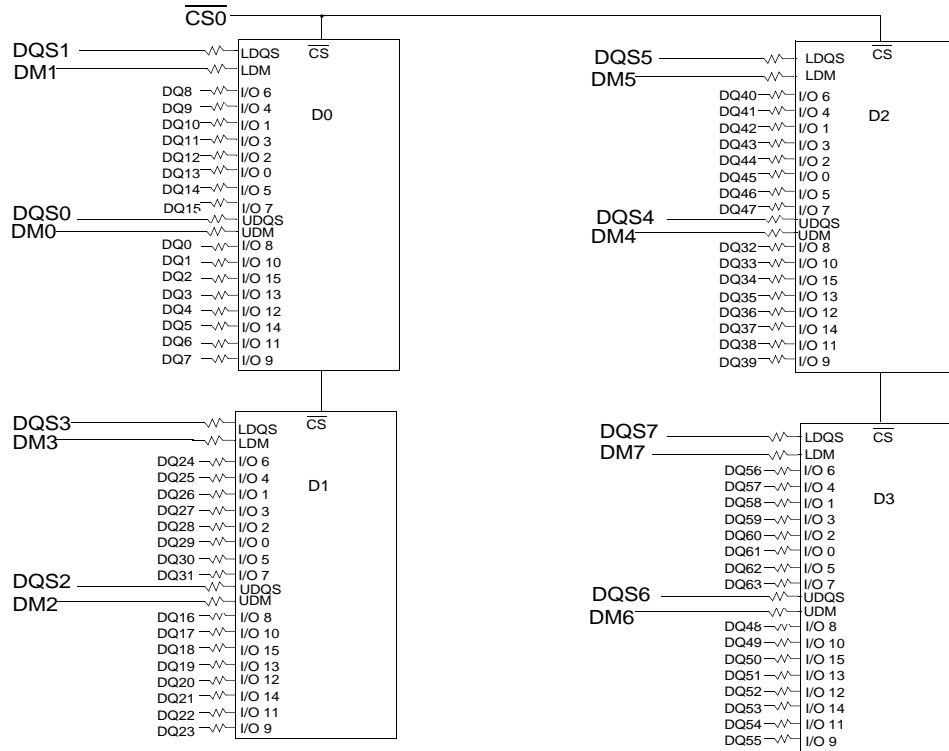 CS0
DQS1 LDQS CS
DM1 LDM
DQ8 I/O 6
DQ9 I/O 4
D0
DQ10 I/O 1
DQ11 I/O 3
DQ12 I/O 2
DQ13 I/O 0
DQ14 I/O 5
DQ15 I/O 7
DQS0 UDQS
DM0 UDM
DQ0 I/O 8
DQ1 I/O 10
DQ2 I/O 15
DQ3 I/O 13
DQ4 I/O 12
DQ5 I/O 14
DQ6 I/O 11
DQ7 I/O 9
DQS3 LDQS CS
DM3 LDM
DQ24 I/O 6
DQ25 I/O 4
D1
DQ26 I/O 1
DQ27 I/O 3
DQ28 I/O 2
DQ29 I/O 0
DQ30 I/O 5
DQ31 I/O 7
DQS2 UDQS
DM2 UDM
DQ16 I/O 8
DQ17 I/O 10
DQ18 I/O 15
DQ19 I/O 13
DQ20 I/O 12
DQ21 I/O 14
DQ22 I/O 11
DQ23 I/O 9
DQS5 LDQS CS
DM5 LDM
DQ40 I/O 6
DQ41 I/O 4
D2
DQ42 I/O 1
DQ43 I/O 3
DQ44 I/O 2
DQ45 I/O 0
DQ46 I/O 5
DQ47 I/O 7
DQS4 UDQS
DM4 UDM
DQ32 I/O 8
DQ33 I/O 10
DQ34 I/O 15
DQ35 I/O 13
DQ36 I/O 12
DQ37 I/O 14
DQ38 I/O 11
DQ39 I/O 9
DQS7 LDQS CS
DM7 LDM
DQ56 I/O 6
DQ57 I/O 4
D3
DQ58 I/O 1
DQ59 I/O 3
DQ60 I/O 2
DQ61 I/O 0
DQ62 I/O 5
DQ63 I/O 7
DQS6 UDQS
DM6 UDM
DQ48 I/O 8
DQ49 I/O 10
DQ50 I/O 15
DQ51 I/O 13
DQ52 I/O 12
DQ53 I/O 14
DQ54 I/O 11
DQ55 I/O 9